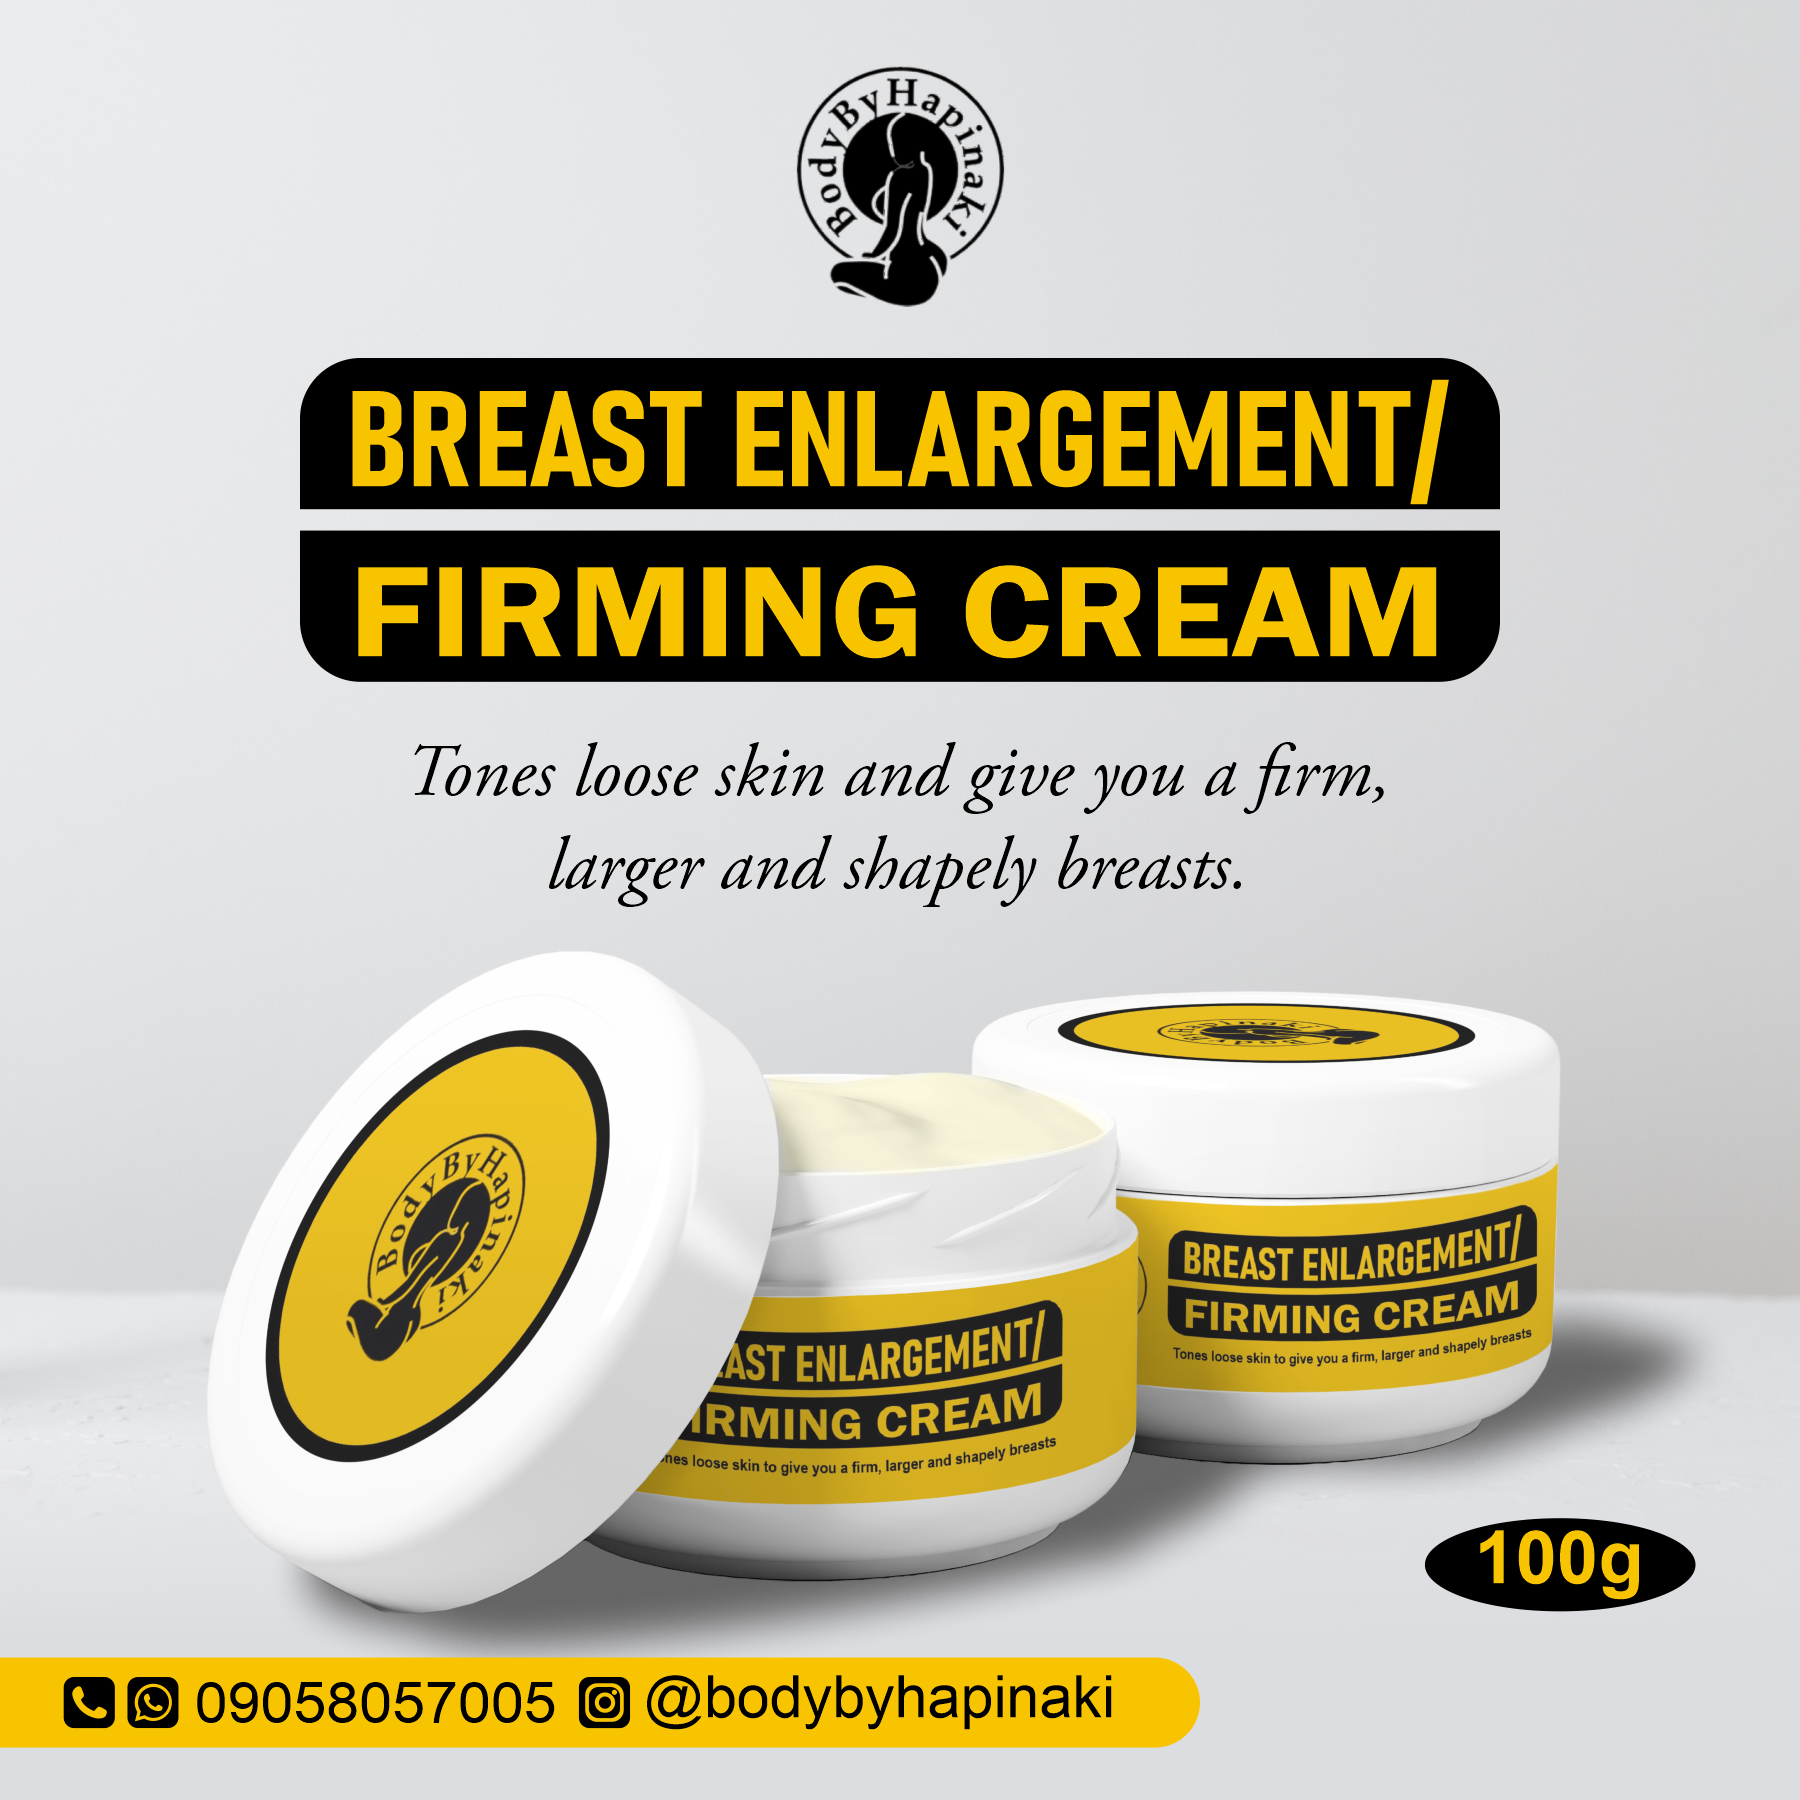 BodyByHapinaki
BREAST ENLARGEMENT/
FIRMING CREAM
Tones loose skin and give you a firm,
larger and shapely breasts.
BodyByHapinaki
BodyByHapinaki
EAST ENLARGEMENT/
IRMING CREAM
nes loose skin to give you a firm, larger and shapely breasts
BREAST ENLARGEMENT/
FIRMING CREAM
Tones loose skin to give you a firm, larger and shapely breasts
100g
09058057005 @bodybyhapinaki